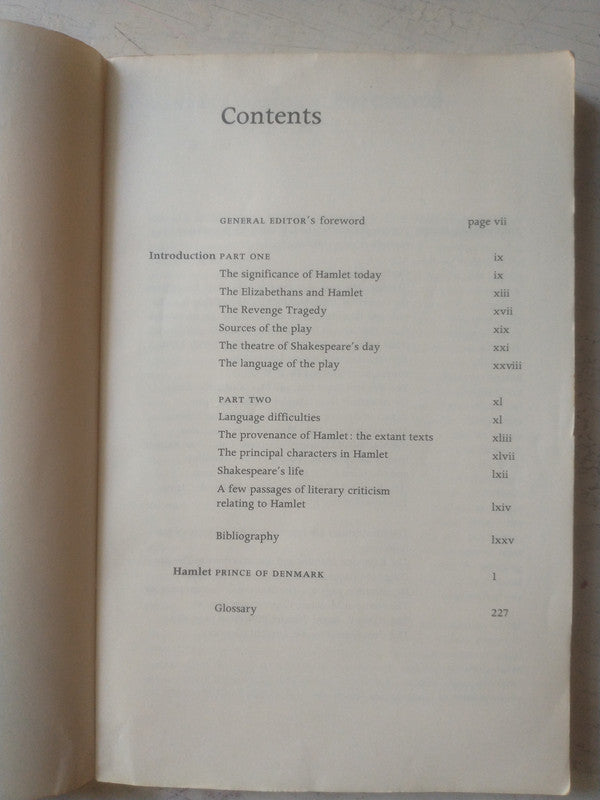 Contents
GENERAL EDITOR'S foreword page vii
Introduction PART ONE ix
The significance of Hamlet today ix
The Elizabethans and Hamlet xiii
The Revenge Tragedy xvii
Sources of the play xix
The theatre of Shakespeare's day xxi
The language of the play xxviii
PART TWO xl
Language difficulties xl
The provenance of Hamlet: the extant texts xliii
The principal characters in Hamlet xlvii
Shakespeare's life lxii
A few passages of literary criticism
relating to Hamlet lxiv
Bibliography lxxv
Hamlet PRINCE OF DENMARK 1
Glossary 227